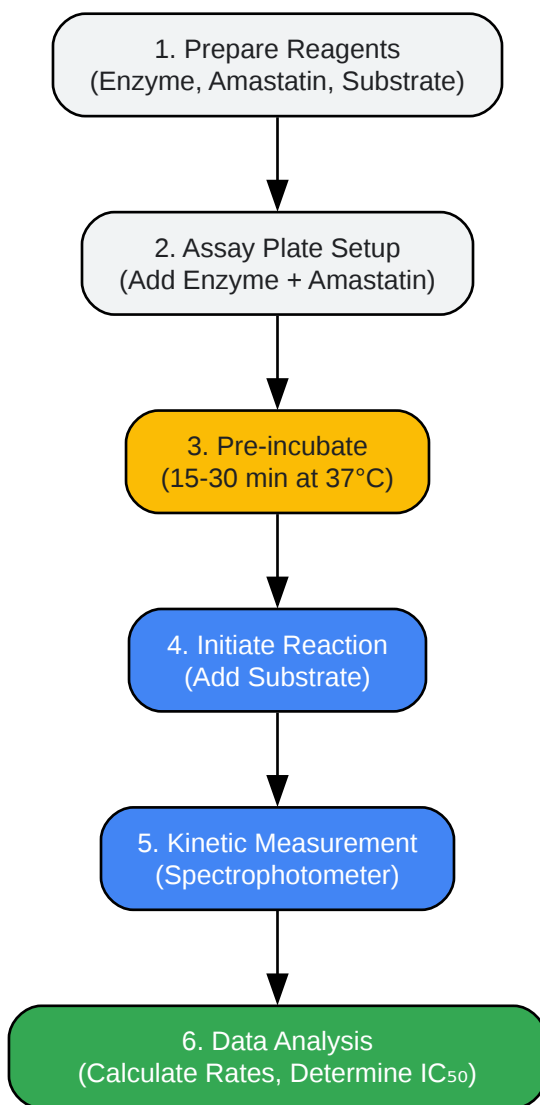 1. Prepare Reagents
(Enzyme, Amastatin, Substrate)
2. Assay Plate Setup
(Add Enzyme + Amastatin)
3. Pre-incubate
(15-30 min at 37°C)
4. Initiate Reaction
(Add Substrate)
5. Kinetic Measurement
(Spectrophotometer)
6. Data Analysis
(Calculate Rates, Determine IC₅₀)